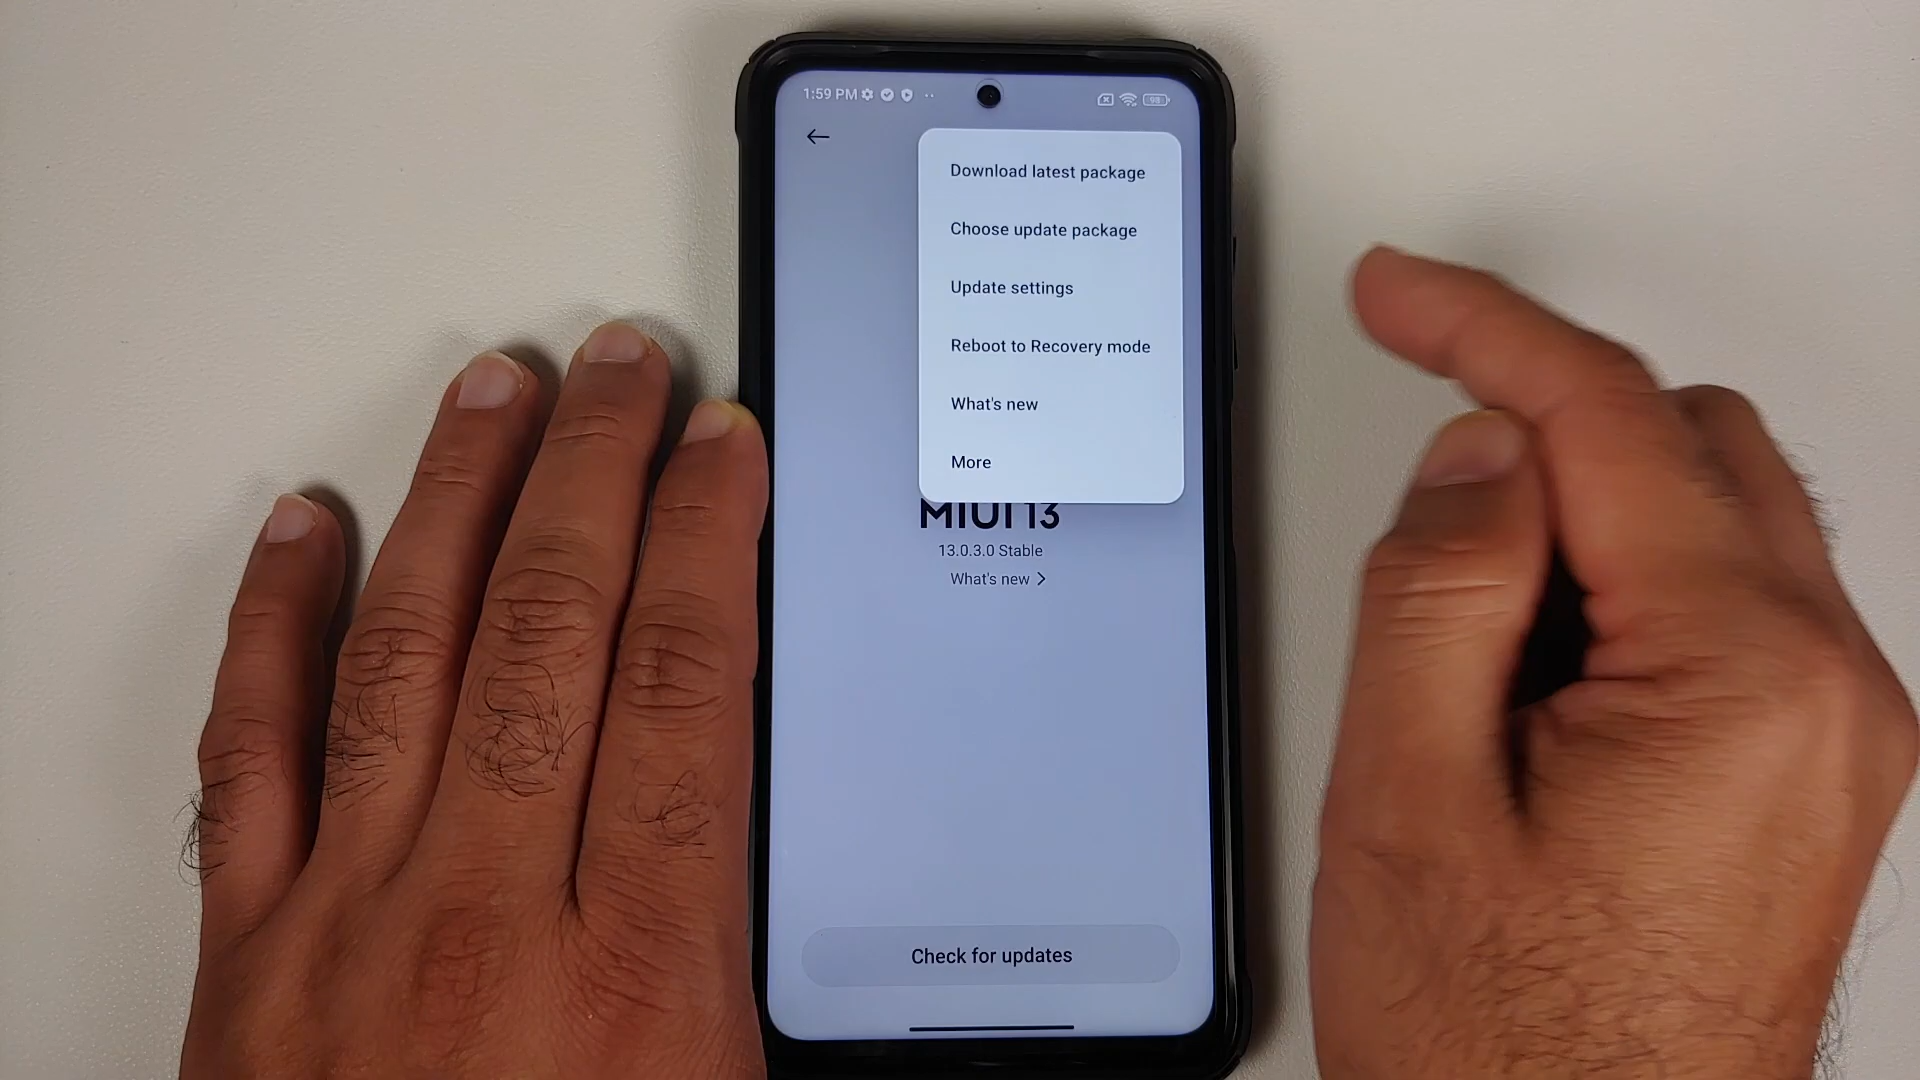 1:59 PM
98
Download latest package
Choose update package
Update settings
Reboot to Recovery mode
What's new
More
MIUI 13
13.0.3.0 Stable
What's new
Check for updates